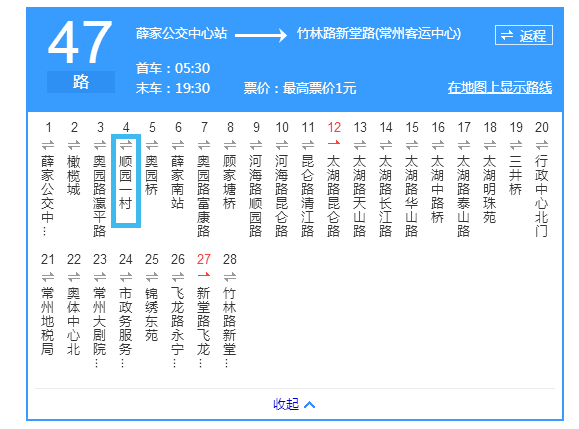 47
路
薛家公交中心站
竹林路新堂路(常州客运中心)
返程
首车：05:30
末车：19:30
票价：最高票价1元
在地图上显示路线
1 薛家公交中…
2 橄榄城
3 奥园路瀛平路
4 顺园一村
5 奥园桥
6 薛家南站
7 奥园路富康路
8 顾家塘桥
9 河海路顺园路
10 河海路昆仑路
11 昆仑路清江路
12 太湖路昆仑路
13 太湖路天山路
14 太湖路长江路
15 太湖路华山路
16 太湖中路桥
17 太湖路泰山路
18 太湖明珠苑
19 三井桥
20 行政中心北门
21 常州地税局
22 奥体中心北
23 常州大剧院…
24 市政务服务…
25 锦绣东苑
26 飞龙路永宁…
27 新堂路飞龙…
28 竹林路新堂…
收起